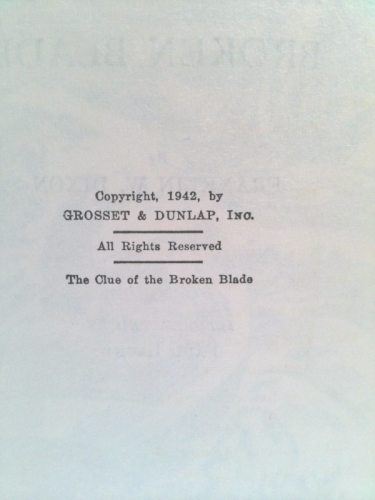 Copyright, 1942, by
GROSSET & DUNLAP, Inc.
All Rights Reserved
The Clue of the Broken Blade